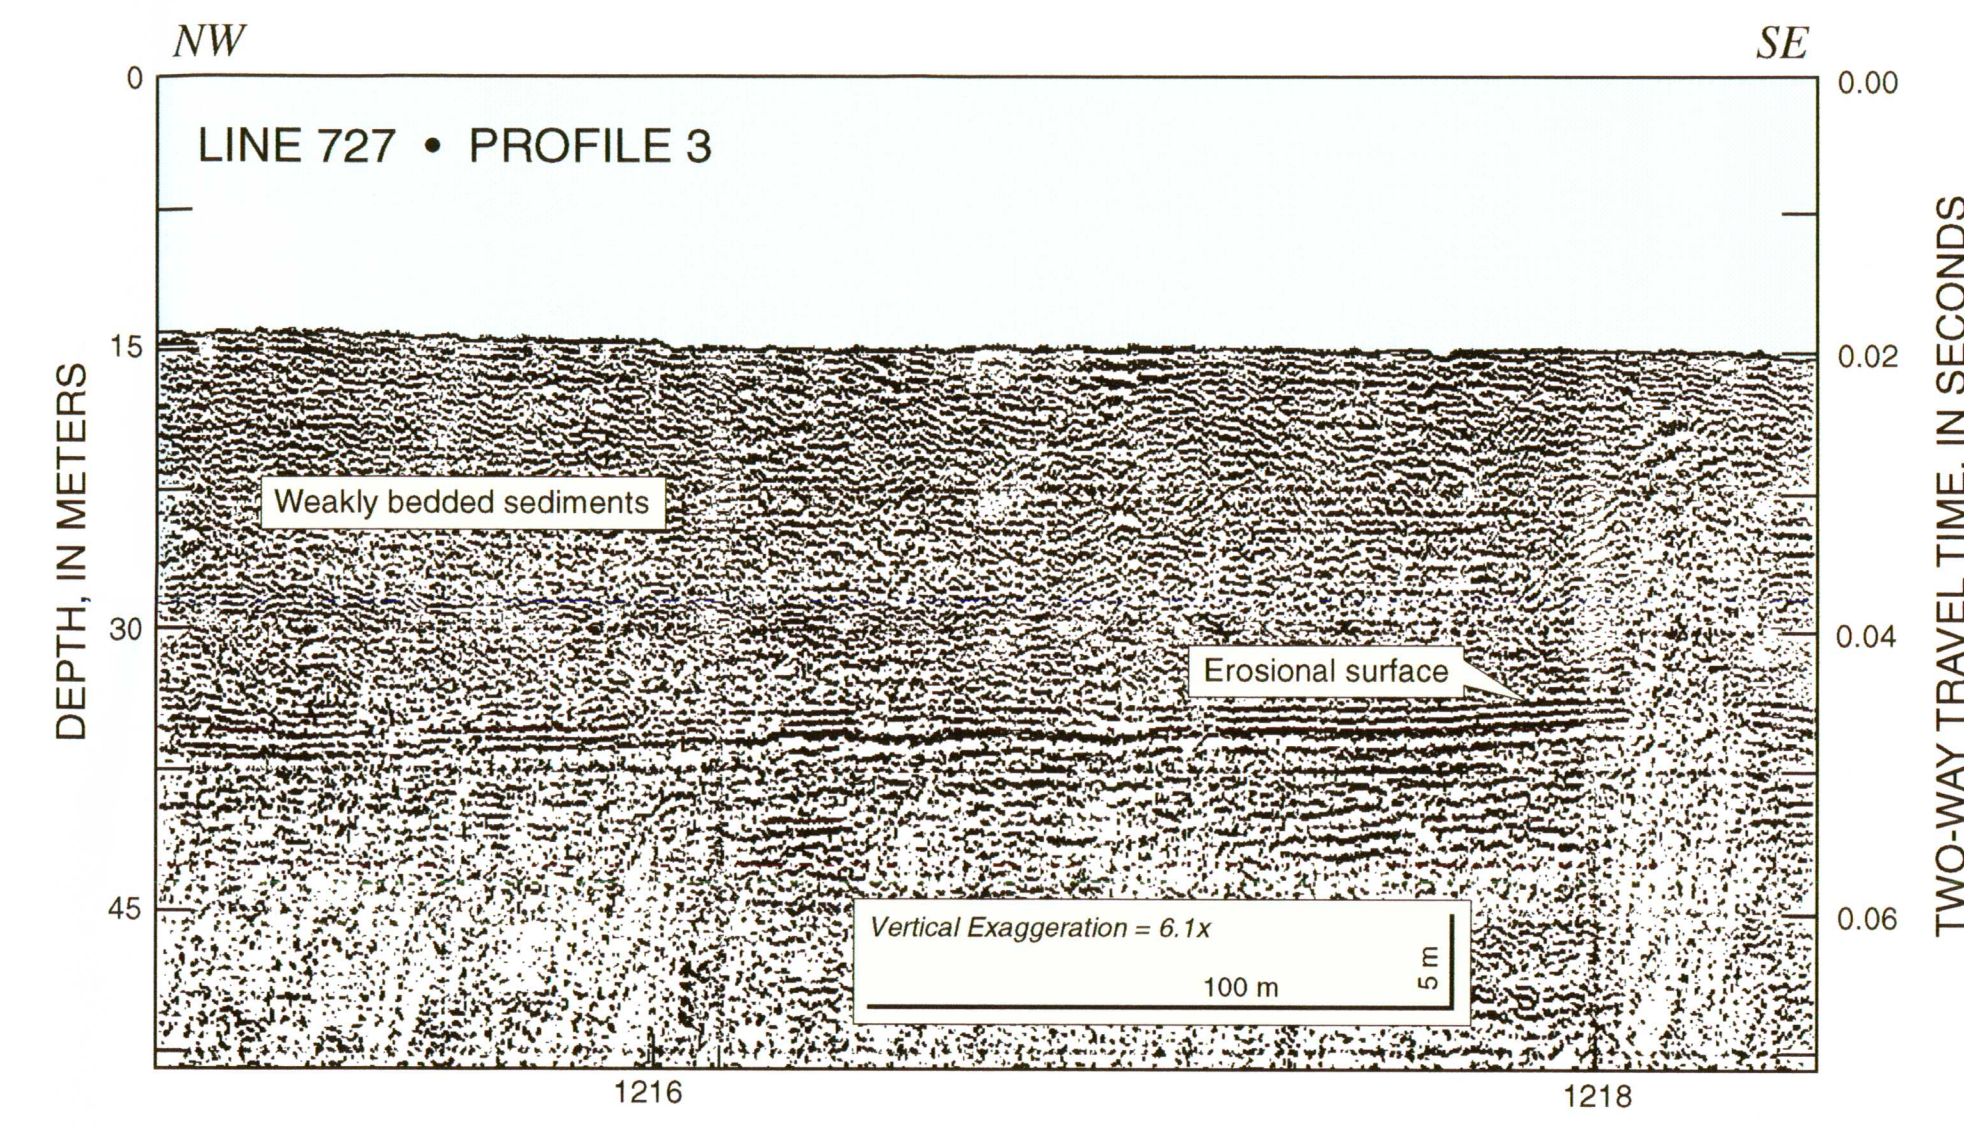 NW
SE
0
0.00
LINE 727 • PROFILE 3
15
0.02
DEPTH, IN METERS
TWO-WAY TRAVEL TIME, IN SECONDS
Weakly bedded sediments
30
0.04
Erosional surface
45
0.06
Vertical Exaggeration = 6.1x
100 m
5 m
1216
1218